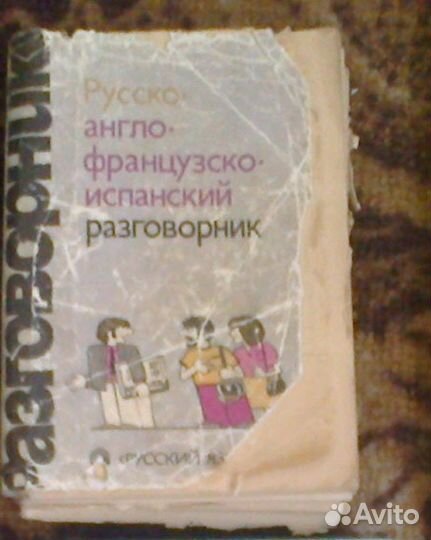 Русско-
англо-
французско-
испанский
разговорник
разговорник
«РУССКИЙ
Avito